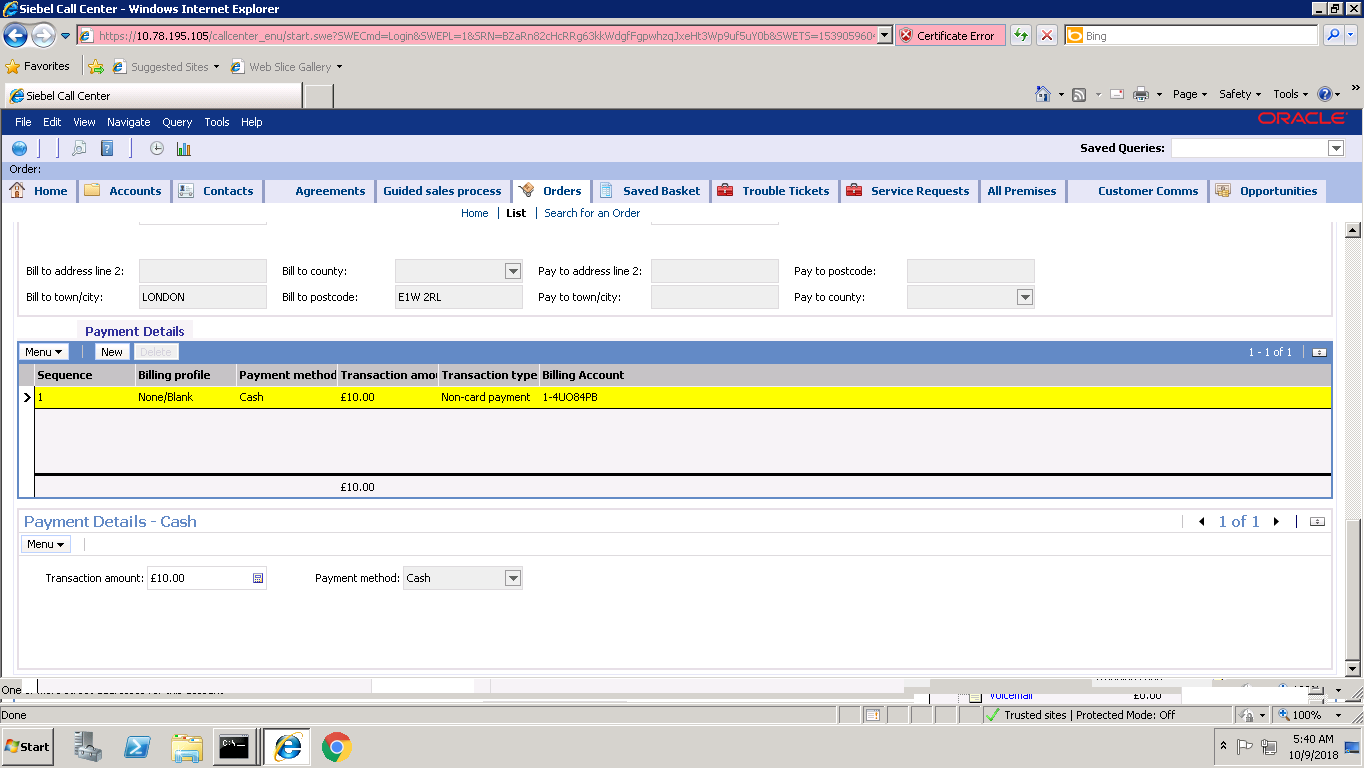 Siebel Call Center - Windows Internet Explorer
https://10.78.195.105/callcenter_enu/start.swe?SWECmd=Login&SWEPL=1&SRN=BZaRn82cHcRRg63kkWdgfFgpwhzqJxeHt3Wp9uf5uY0b&SWETS=153905960 Certificate Error Bing
Favorites Suggested Sites Web Slice Gallery
Siebel Call Center Page Safety Tools
File Edit View Navigate Query Tools Help ORACLE
Saved Queries:
Order:
Home Accounts Contacts Agreements Guided sales process Orders Saved Basket Trouble Tickets Service Requests All Premises Customer Comms Opportunities
Home List Search for an Order
Bill to address line 2: Bill to county: Pay to address line 2: Pay to postcode:
Bill to town/city: LONDON Bill to postcode: E1W 2RL Pay to town/city: Pay to county:
Payment Details
Menu New Delete 1 - 1 of 1
Sequence Billing profile Payment method Transaction amou Transaction type Billing Account
1 None/Blank Cash £10.00 Non-card payment 1-4UO84PB
£10.00
Payment Details - Cash 1 of 1
Menu
Transaction amount: £10.00 Payment method: Cash
Voicemail £0.00
Done Trusted sites | Protected Mode: Off 100%
Start 5:40 AM
10/9/2018